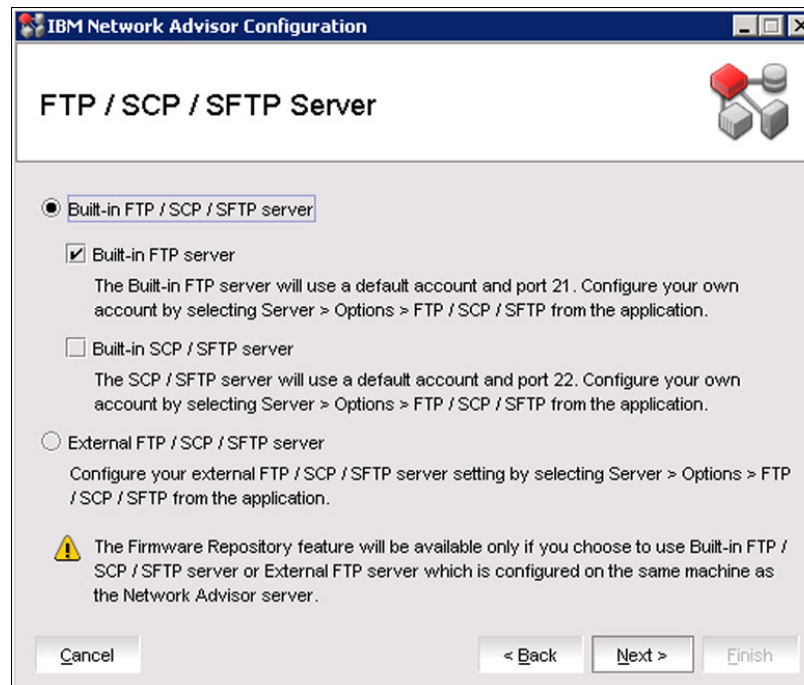 IBM Network Advisor Configuration
FTP / SCP / SFTP Server
Built-in FTP / SCP / SFTP server
Built-in FTP server
The Built-in FTP server will use a default account and port 21. Configure your own
account by selecting Server > Options > FTP / SCP / SFTP from the application.
Built-in SCP / SFTP server
The SCP / SFTP server will use a default account and port 22. Configure your own
account by selecting Server > Options > FTP / SCP / SFTP from the application.
External FTP / SCP / SFTP server
Configure your external FTP / SCP / SFTP server setting by selecting Server > Options > FTP
/ SCP / SFTP from the application.
The Firmware Repository feature will be available only if you choose to use Built-in FTP /
SCP / SFTP server or External FTP server which is configured on the same machine as
the Network Advisor server.
Cancel
< Back
Next >
Finish